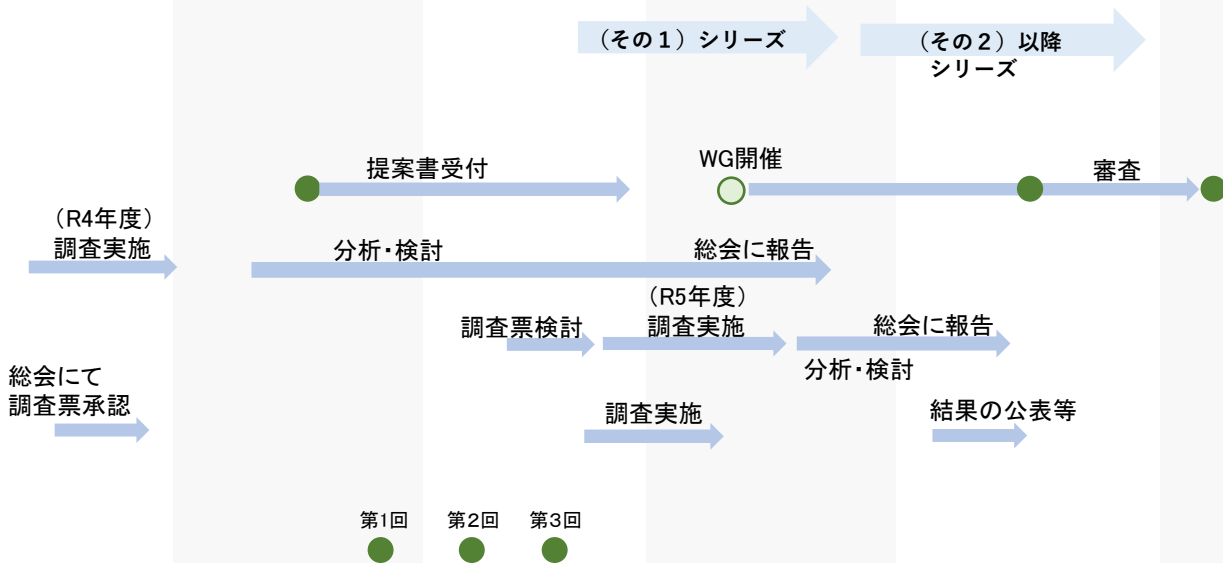 （その１）シリーズ
（その２）以降
シリーズ
提案書受付
WG開催
審査
（R4年度）
調査実施
分析・検討
総会に報告
（R5年度）
調査票検討
調査実施
総会に報告
分析・検討
総会にて
調査票承認
調査実施
結果の公表等
第1回
第2回
第3回